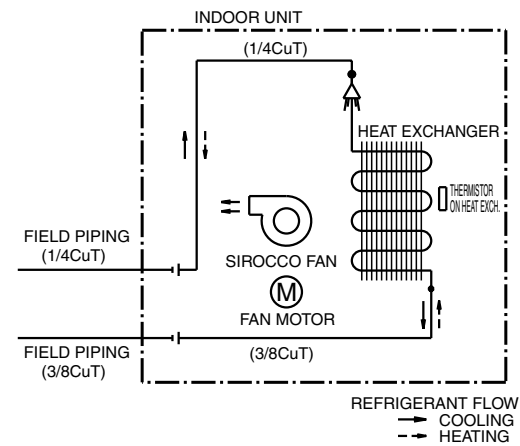 INDOOR UNIT
(1/4CuT)
HEAT EXCHANGER
THERMISTOR
ON HEAT EXCH.
FIELD PIPING
(1/4CuT)
SIROCCO FAN
M
FAN MOTOR
FIELD PIPING
(3/8CuT)
(3/8CuT)
REFRIGERANT FLOW
COOLING
HEATING